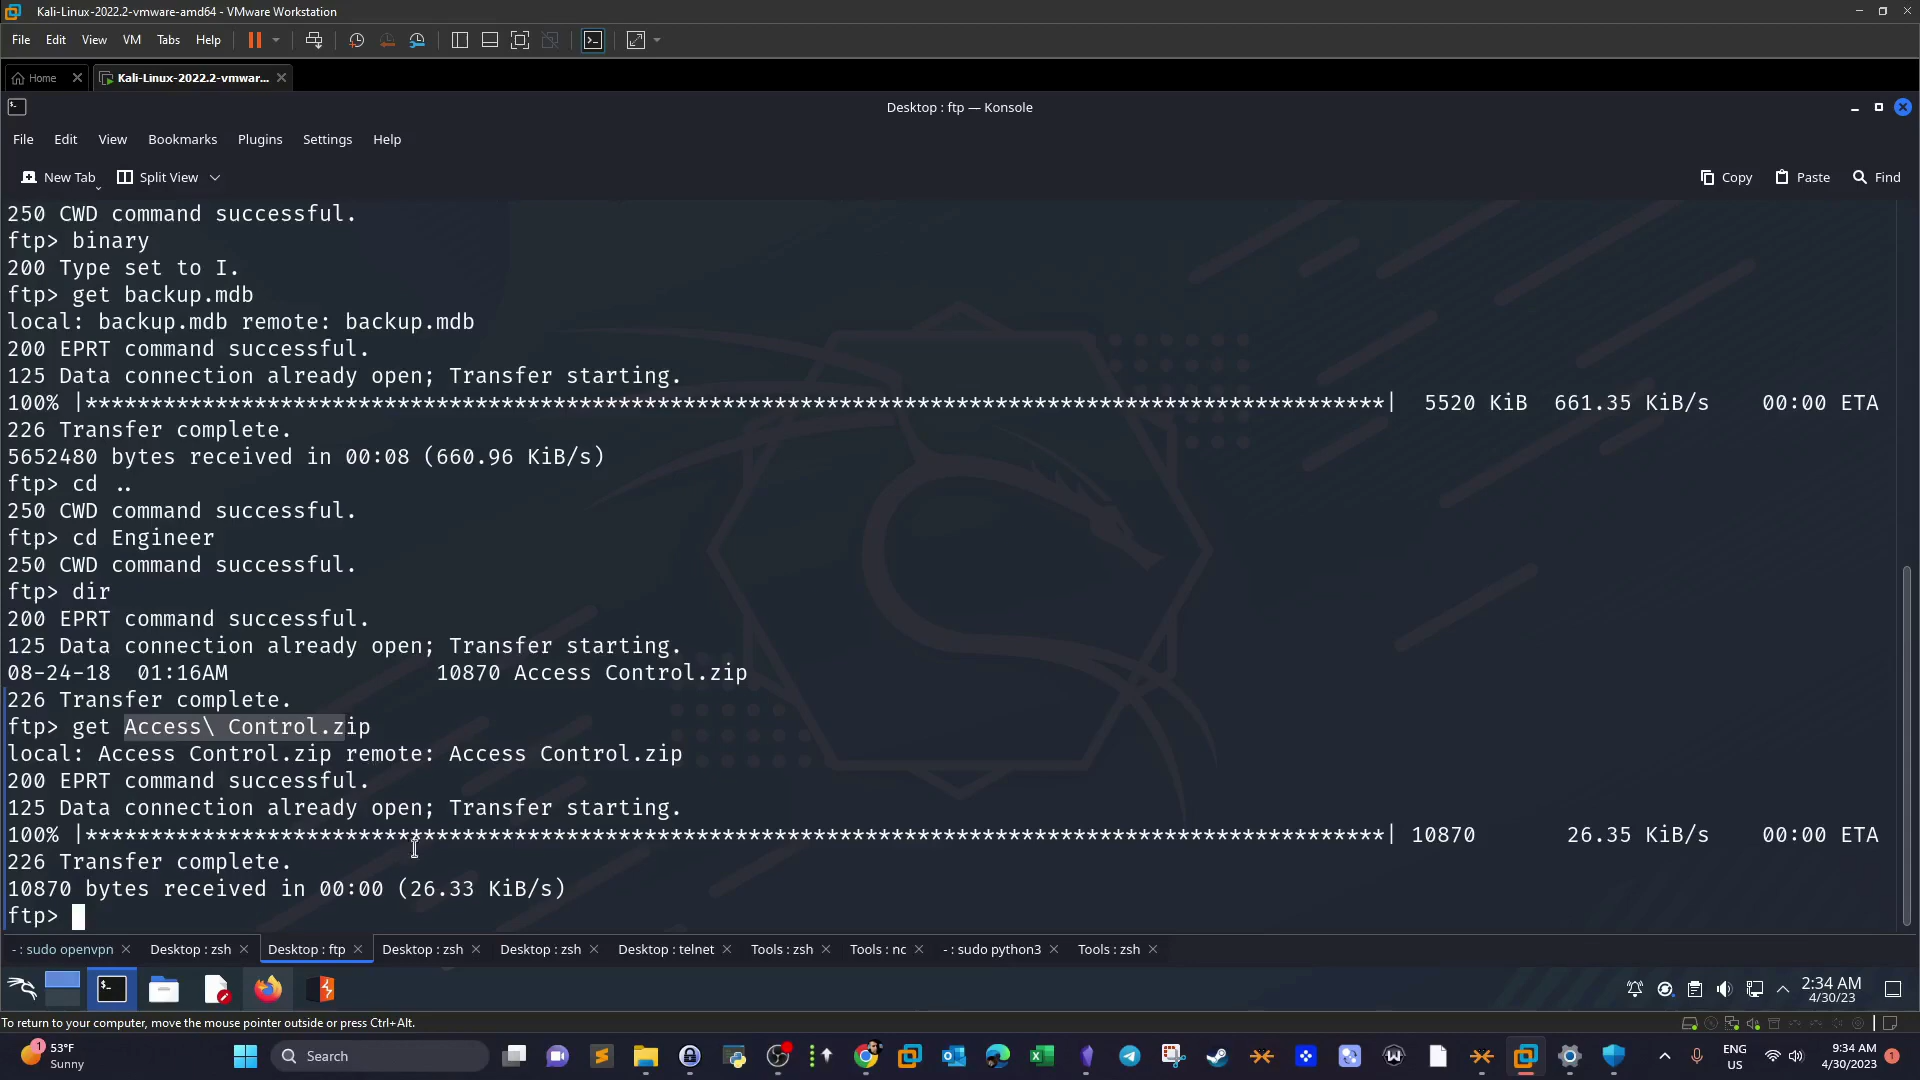 Kali-Linux-2022.2-vmware-amd64 - VMware Workstation
File Edit View VM Tabs Help
Home Kali-Linux-2022.2-vmwar...
Desktop : ftp — Konsole
File Edit View Bookmarks Plugins Settings Help
New Tab Split View Copy Paste Find
250 CWD command successful.
ftp> binary
200 Type set to I.
ftp> get backup.mdb
local: backup.mdb remote: backup.mdb
200 EPRT command successful.
125 Data connection already open; Transfer starting.
100% |****************************************************************************************************| 5520 KiB 661.35 KiB/s 00:00 ETA
226 Transfer complete.
5652480 bytes received in 00:08 (660.96 KiB/s)
ftp> cd ..
250 CWD command successful.
ftp> cd Engineer
250 CWD command successful.
ftp> dir
200 EPRT command successful.
125 Data connection already open; Transfer starting.
08-24-18 01:16AM 10870 Access Control.zip
226 Transfer complete.
ftp> get Access\ Control.zip
local: Access Control.zip remote: Access Control.zip
200 EPRT command successful.
125 Data connection already open; Transfer starting.
100% |****************************************************************************************************| 10870 26.35 KiB/s 00:00 ETA
226 Transfer complete.
10870 bytes received in 00:00 (26.33 KiB/s)
ftp>
- : sudo openvpn Desktop : zsh Desktop : ftp Desktop : zsh Desktop : zsh Desktop : telnet Tools : zsh Tools : nc - : sudo python3 Tools : zsh
2:34 AM
4/30/23
To return to your computer, move the mouse pointer outside or press Ctrl+Alt.
1
53°F
Sunny
Search
ENG
US
9:34 AM
4/30/2023
1